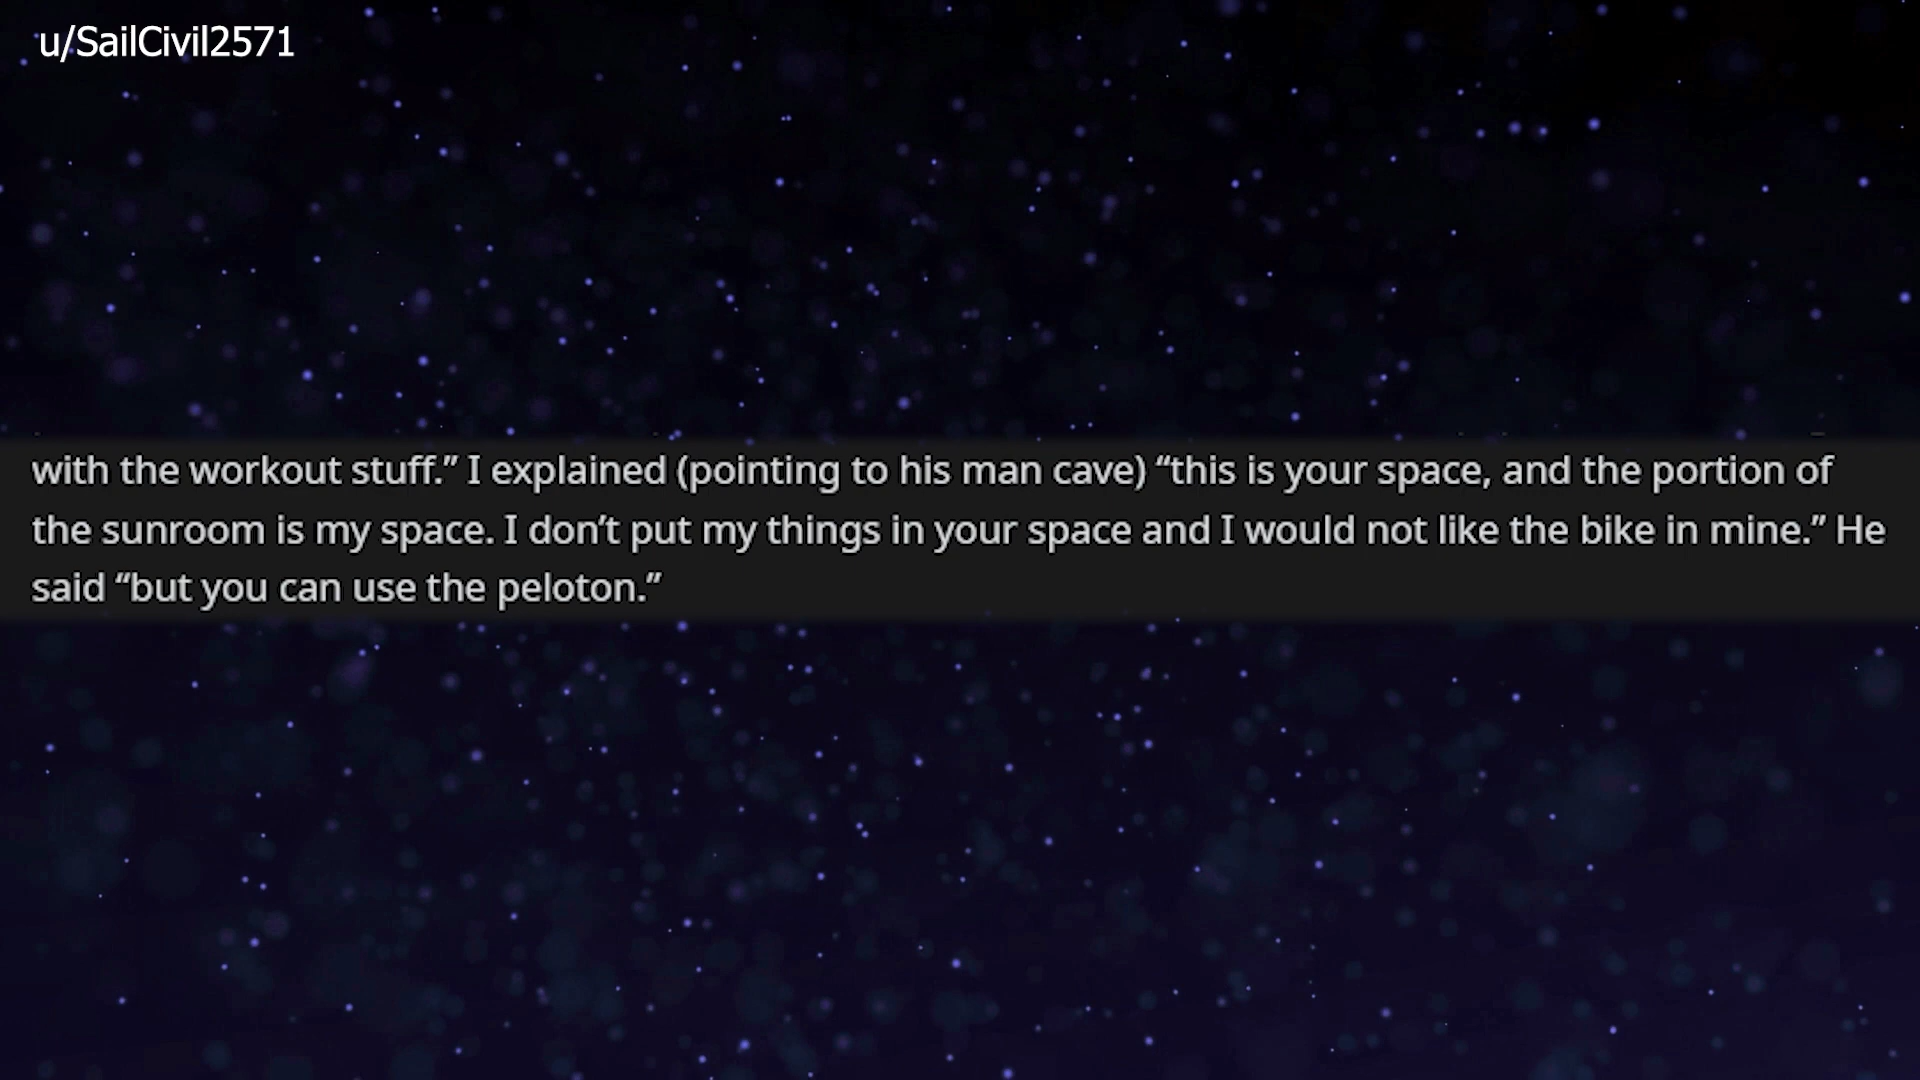 u/SailCivil2571
with the workout stuff.” I explained (pointing to his man cave) “this is your space, and the portion of
the sunroom is my space. I don’t put my things in your space and I would not like the bike in mine.” He
said “but you can use the peloton.”